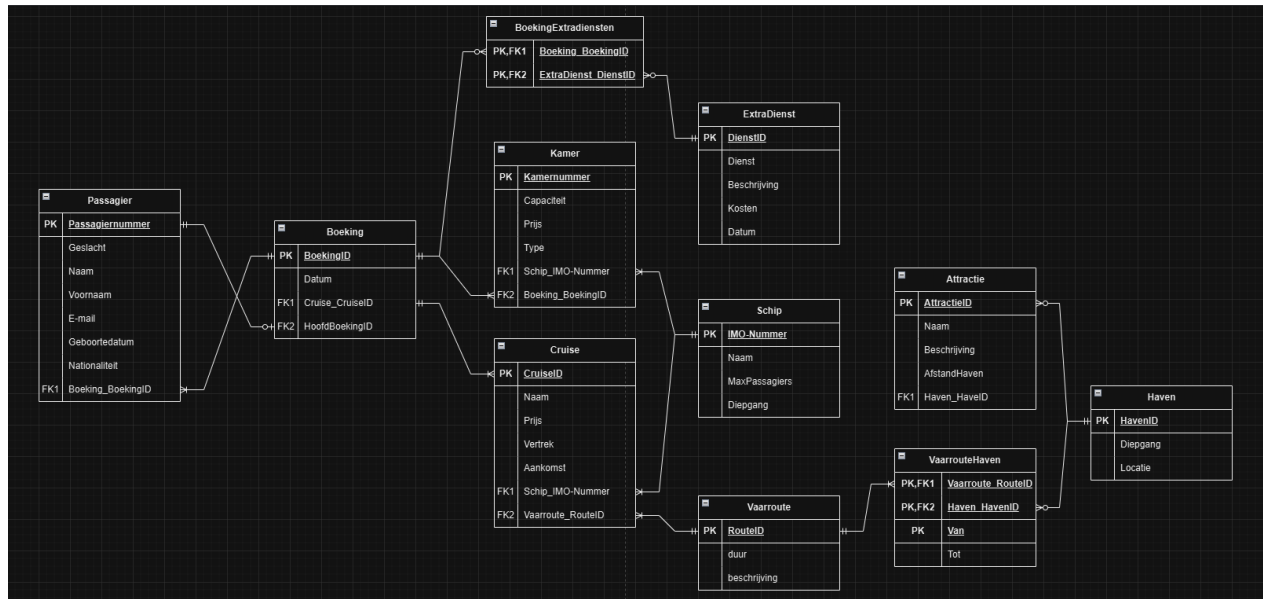 BoekingExtradiensten
PK,FK1 Boeking_BoekingID
PK,FK2 ExtraDienst_DienstID
ExtraDienst
PK DienstID
Dienst
Beschrijving
Kosten
Datum
Kamer
PK Kamernummer
Capaciteit
Prijs
Type
FK1 Schip_IMO-Nummer
FK2 Boeking_BoekingID
Passagier
PK Passagiernummer
Geslacht
Naam
Voornaam
E-mail
Geboortedatum
Nationaliteit
FK1 Boeking_BoekingID
Boeking
PK BoekingID
Datum
FK1 Cruise_CruiseID
FK2 HoofdBoekingID
Cruise
PK CruiseID
Naam
Prijs
Vertrek
Aankomst
FK1 Schip_IMO-Nummer
FK2 Vaarroute_RouteID
Schip
PK IMO-Nummer
Naam
MaxPassagiers
Diepgang
Attractie
PK AttractieID
Naam
Beschrijving
AfstandHaven
FK1 Haven_HaveID
Haven
PK HavenID
Diepgang
Locatie
VaarrouteHaven
PK,FK1 Vaarroute_RouteID
PK,FK2 Haven_HavenID
PK Van
Tot
Vaarroute
PK RouteID
duur
beschrijving